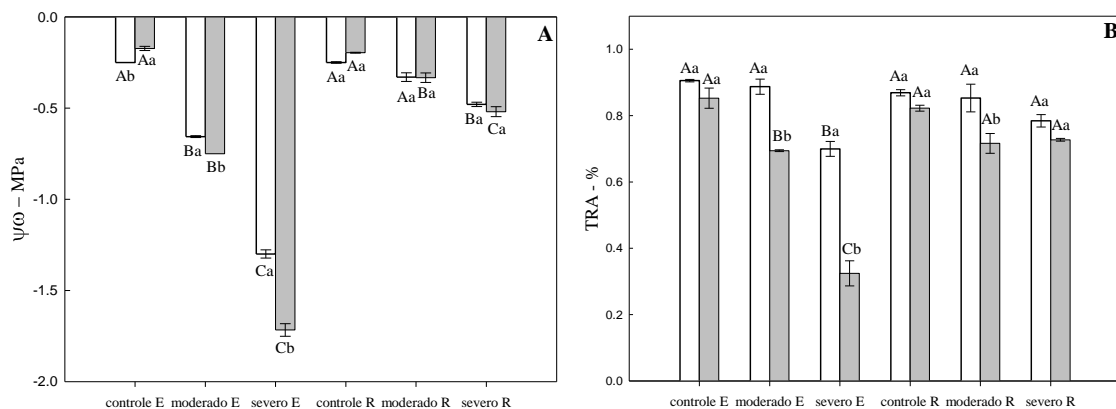 0.0
A
-0.5
-1.0
-1.5
-2.0
ψω – MPa
Ab Aa
Ba Bb
Ca Cb
Aa Aa
Aa Ba
Ba Ca
controle E moderado E severo E controle R moderado R severo R
B
1.0
0.8
0.6
0.4
0.2
0.0
TRA - %
Aa Aa
Aa Bb
Ba Cb
Aa Aa
Aa Ab
Aa Aa
controle E moderado E severo E controle R moderado R severo R